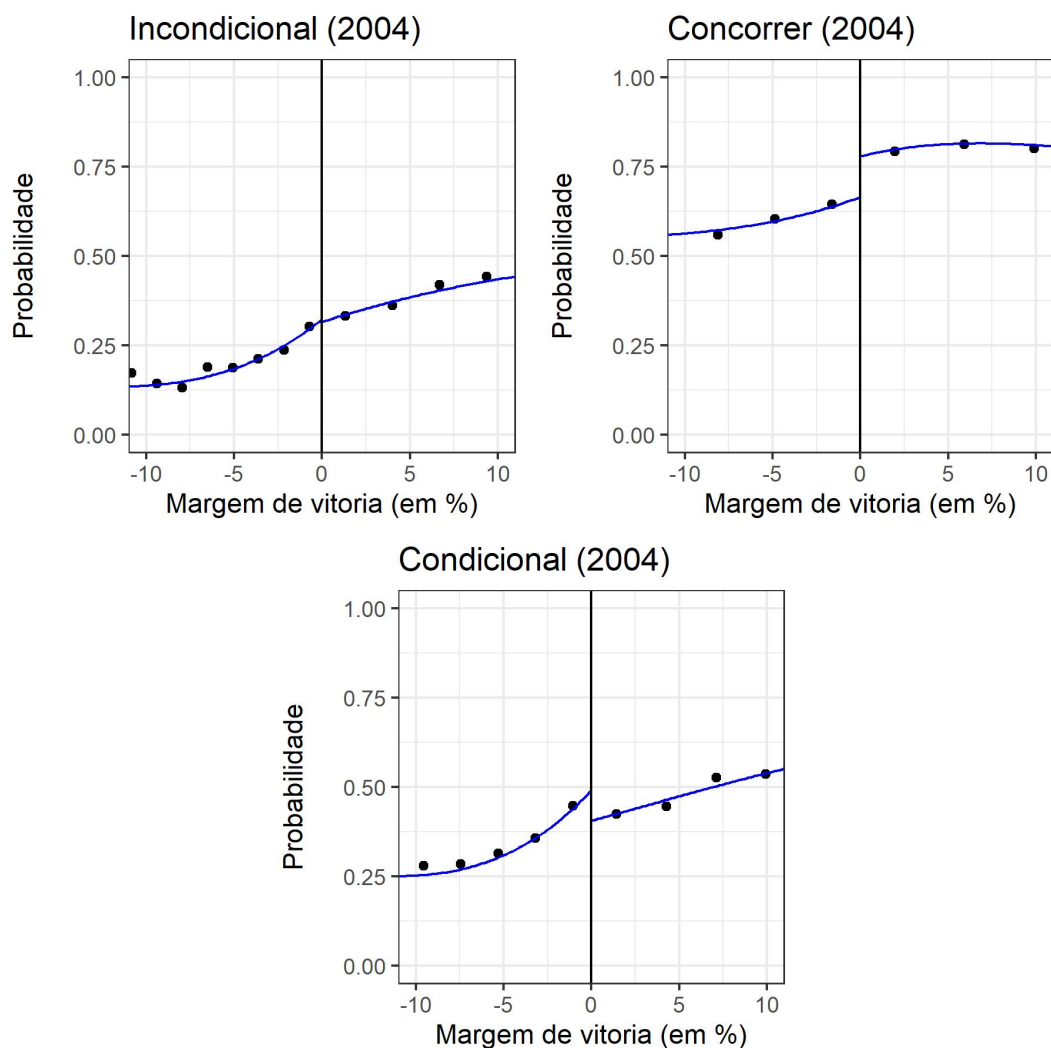 Incondicional (2004)
1.00
0.75
0.50
0.25
0.00
Probabilidade
-10 -5 0 5 10
Margem de vitoria (em %)
Concorrer (2004)
1.00
0.75
0.50
0.25
0.00
Probabilidade
-10 -5 0 5 10
Margem de vitoria (em %)
Condicional (2004)
1.00
0.75
0.50
0.25
0.00
Probabilidade
-10 -5 0 5 10
Margem de vitoria (em %)